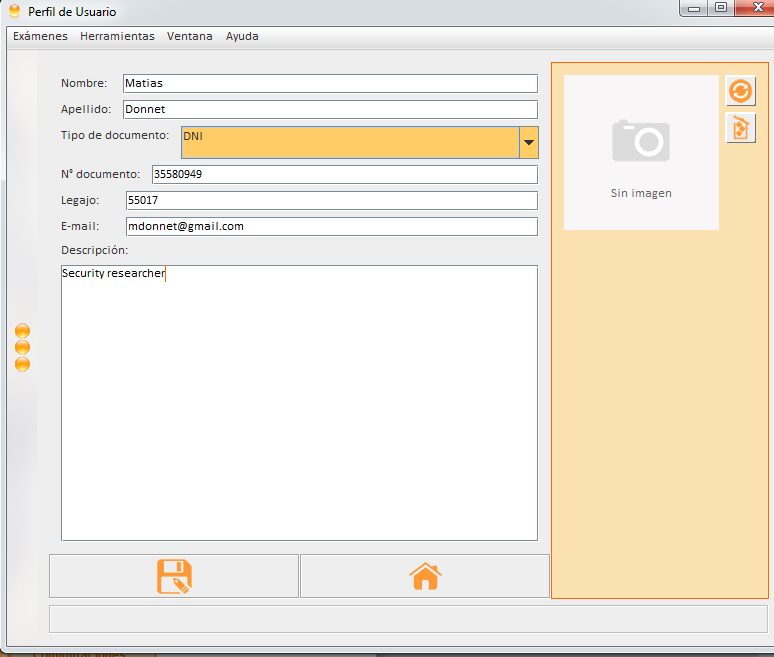 Perfil de Usuario
Exámenes Herramientas Ventana Ayuda
Nombre: Matias
Apellido: Donnet
Tipo de documento: DNI
N° documento: 35580949
Legajo: 55017
E-mail: mdonnet@gmail.com
Descripción:
Security researcher
Sin imagen